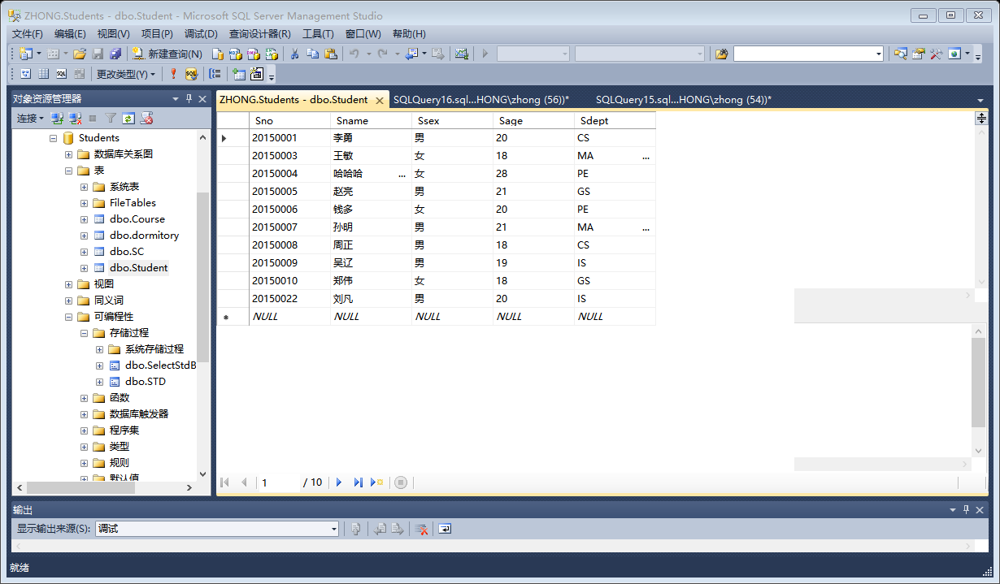 ZHONG.Students - dbo.Student - Microsoft SQL Server Management Studio
文件(F) 编辑(E) 视图(V) 项目(P) 调试(D) 查询设计器(R) 工具(T) 窗口(W) 帮助(H)
新建查询(N)
更改类型(Y)
对象资源管理器
连接
Students
数据库关系图
表
系统表
FileTables
dbo.Course
dbo.dormitory
dbo.SC
dbo.Student
视图
同义词
可编程性
存储过程
系统存储过程
dbo.SelectStdB
dbo.STD
函数
数据库触发器
程序集
类型
规则
默认值
ZHONG.Students - dbo.Student SQLQuery16.sql...HONG\zhong (56))* SQLQuery15.sql...HONG\zhong (54))*
Sno Sname Ssex Sage Sdept
20150001 李勇 男 20 CS
20150003 王敏 女 18 MA ...
20150004 哈哈哈 ... 女 28 PE
20150005 赵亮 男 21 GS
20150006 钱多 女 20 PE
20150007 孙明 男 21 MA ...
20150008 周正 男 18 CS
20150009 吴辽 男 19 IS
20150010 郑伟 女 18 GS
20150022 刘凡 男 20 IS
NULL NULL NULL NULL NULL
1 / 10
输出
显示输出来源(S): 调试
就绪